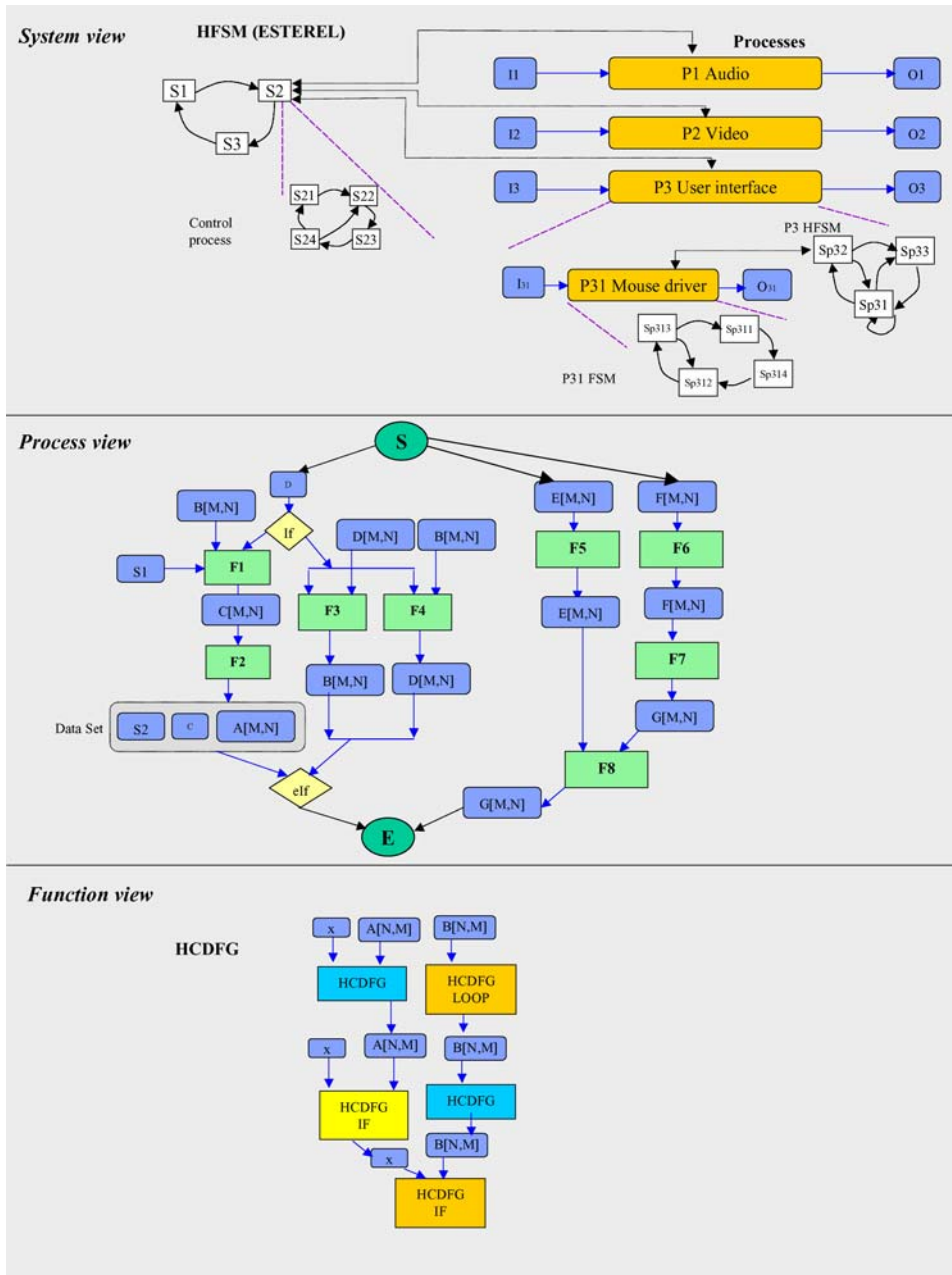 System view
HFSM (ESTEREL)
Processes
I1
P1 Audio
O1
S1
S2
I2
P2 Video
O2
S3
I3
P3 User interface
O3
S21
S22
Control
process
S24
S23
P3 HFSM
Sp32
Sp33
I31
P31 Mouse driver
O31
Sp31
Sp313
Sp311
P31 FSM
Sp312
Sp314
Process view
S
D
E[M,N]
F[M,N]
B[M,N]
If
D[M,N]
B[M,N]
F5
F6
S1
F1
C[M,N]
F3
F4
E[M,N]
F[M,N]
F2
F7
B[M,N]
D[M,N]
Data Set
S2
C
A[M,N]
G[M,N]
F8
eIf
G[M,N]
E
Function view
HCDFG
x
A[N,M]
B[N,M]
HCDFG
HCDFG
LOOP
x
A[N,M]
B[N,M]
HCDFG
IF
HCDFG
x
B[N,M]
HCDFG
IF